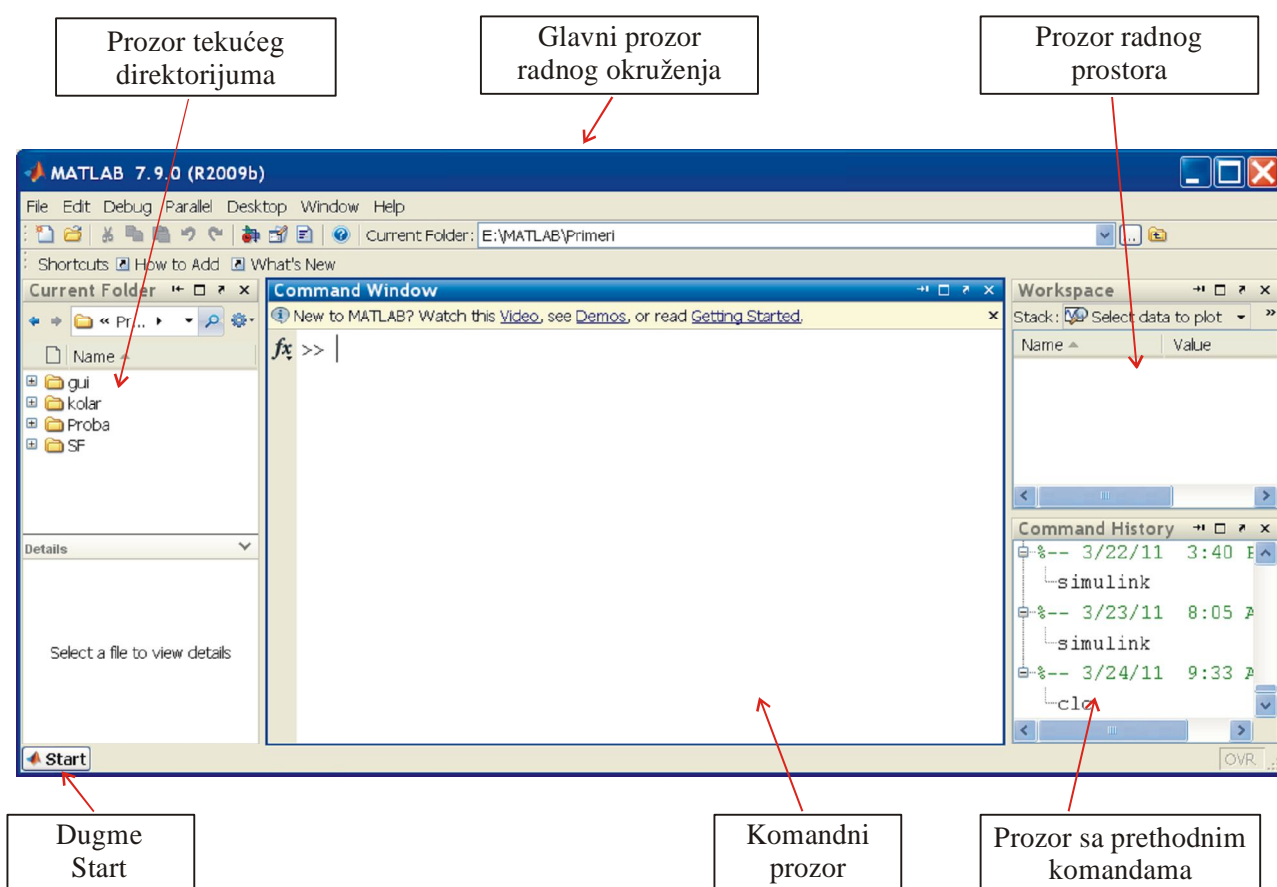 Prozor tekućeg
direktorijuma
Glavni prozor
radnog okruženja
Prozor radnog
prostora
MATLAB 7.9.0 (R2009b)
File Edit Debug Parallel Desktop Window Help
Current Folder: E:\MATLAB\Primeri
Shortcuts How to Add What's New
Current Folder
« Pr...
Name
gui
kolar
Proba
SF
Details
Select a file to view details
Command Window
New to MATLAB? Watch this Video, see Demos, or read Getting Started.
fx >>
Workspace
Stack: Select data to plot
Name Value
Command History
%-- 3/22/11 3:40
simulink
%-- 3/23/11 8:05
simulink
%-- 3/24/11 9:33
clc
Start
OVR
Dugme
Start
Komandni
prozor
Prozor sa prethodnim
komandama